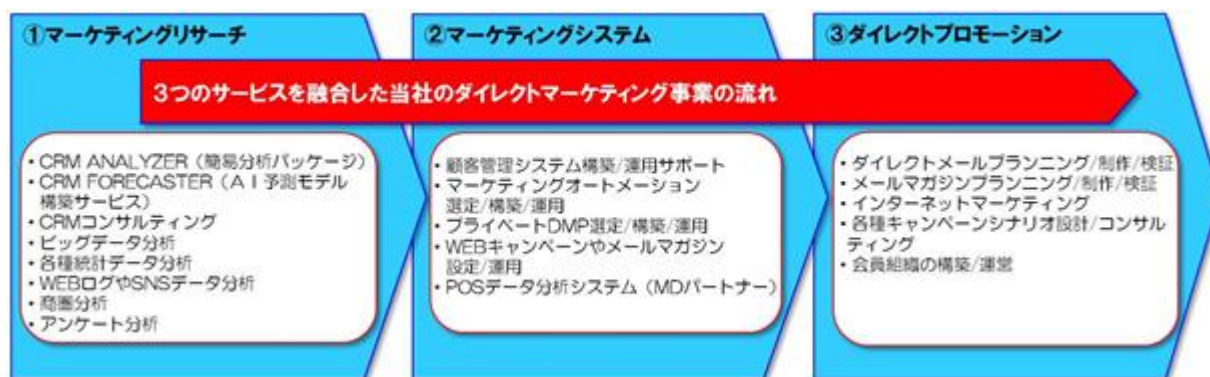 ①マーケティングリサーチ
②マーケティングシステム
③ダイレクトプロモーション
3つのサービスを融合した当社のダイレクトマーケティング事業の流れ
・CRM ANALYZER（簡易分析パッケージ）
・CRM FORECASTER（ＡＩ予測モデル
構築サービス）
・CRMコンサルティング
・ビッグデータ分析
・各種統計データ分析
・WEBログやSNSデータ分析
・商圏分析
・アンケート分析
・顧客管理システム構築/運用サポート
・マーケティングオートメーション
選定/構築/運用
・プライベートDMP選定/構築/運用
・WEBキャンペーンやメールマガジン
設定/運用
・POSデータ分析システム（MDパートナー）
・ダイレクトメールプランニング/制作/検証
・メールマガジンプランニング/制作/検証
・インターネットマーケティング
・各種キャンペーンシナリオ設計/コンサル
ティング
・会員組織の構築/運営